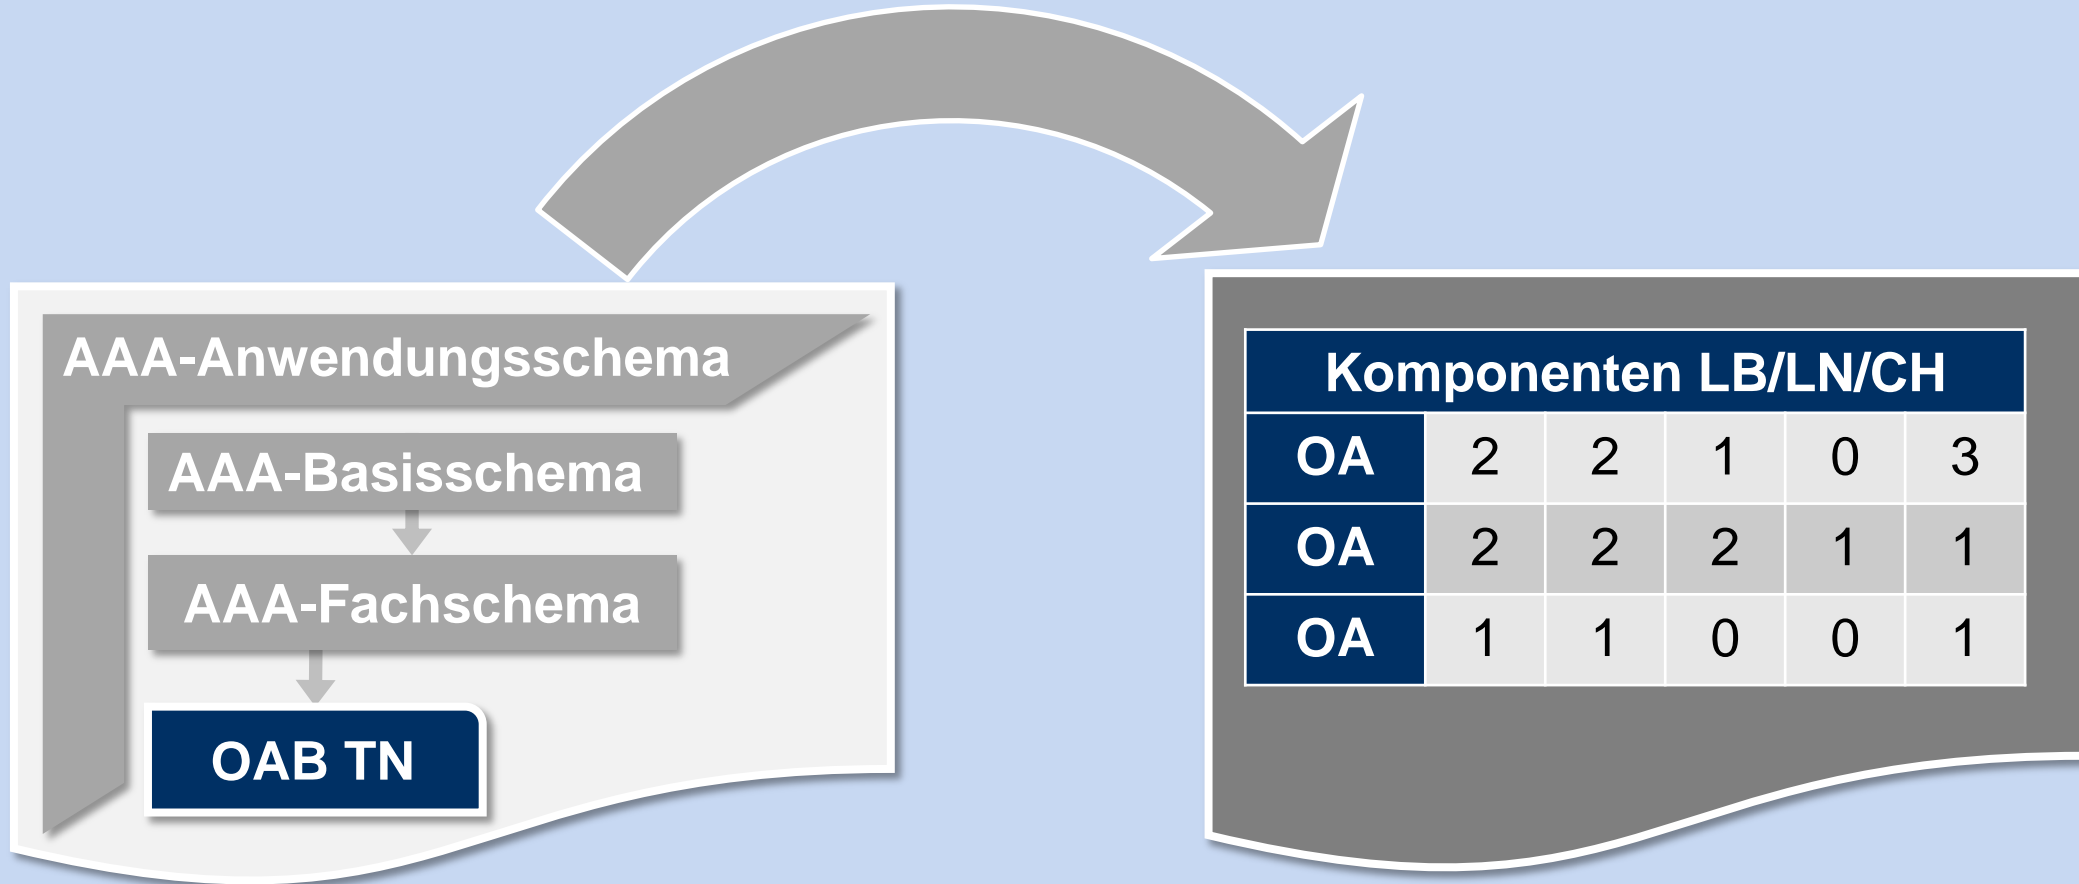 AAA-Anwendungsschema
AAA-Basisschema
AAA-Fachschema
OAB TN
Komponenten LB/LN/CH
OA 2 2 1 0 3
OA 2 2 2 1 1
OA 1 1 0 0 1